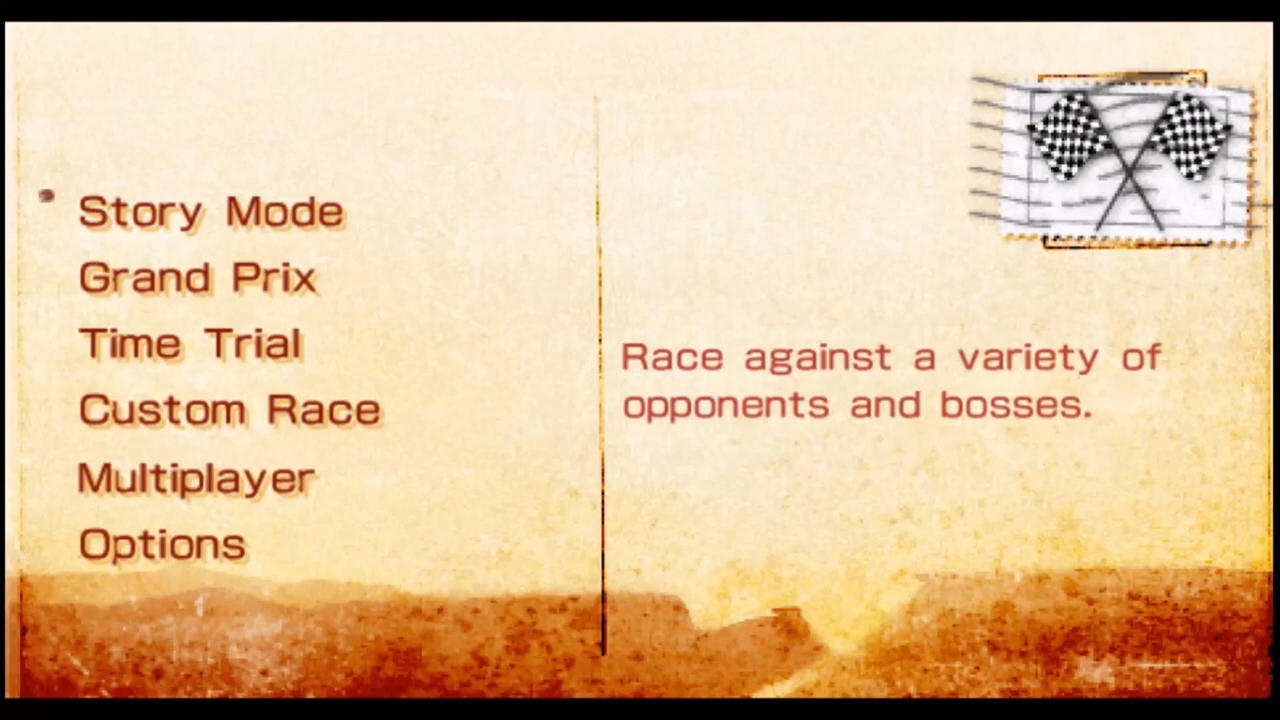 Story Mode
Grand Prix
Time Trial
Custom Race
Multiplayer
Options
Race against a variety of
opponents and bosses.